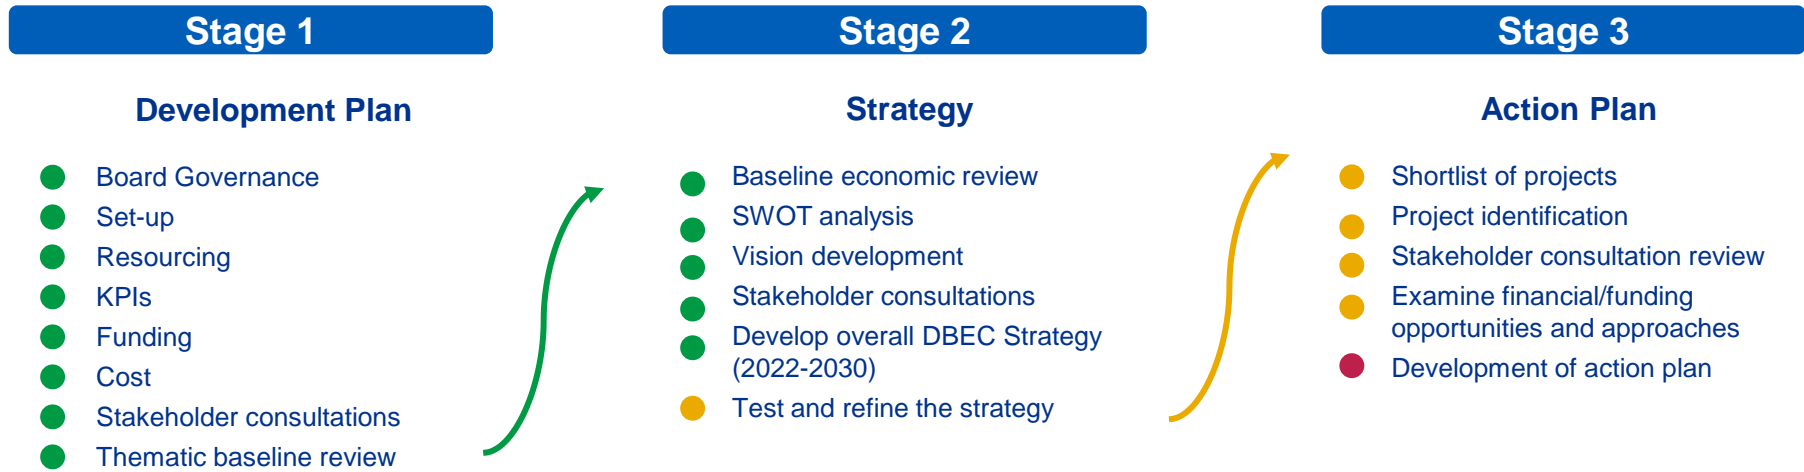 Stage 1
Development Plan
Board Governance
Set-up
Resourcing
KPIs
Funding
Cost
Stakeholder consultations
Thematic baseline review
Stage 2
Strategy
Baseline economic review
SWOT analysis
Vision development
Stakeholder consultations
Develop overall DBEC Strategy
(2022-2030)
Test and refine the strategy
Stage 3
Action Plan
Shortlist of projects
Project identification
Stakeholder consultation review
Examine financial/funding
opportunities and approaches
Development of action plan